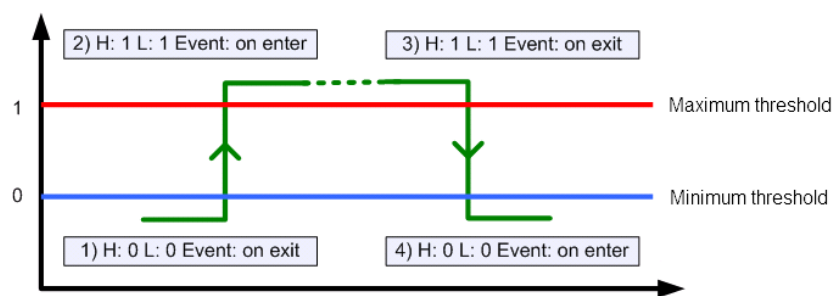 2) H: 1 L: 1 Event: on enter
3) H: 1 L: 1 Event: on exit
1
Maximum threshold
0
Minimum threshold
1) H: 0 L: 0 Event: on exit
4) H: 0 L: 0 Event: on enter